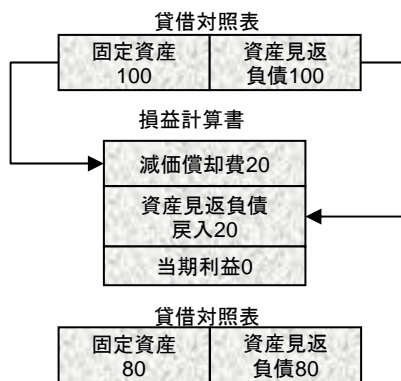 貸借対照表
固定資産 資産見返
100 負債100
損益計算書
減価償却費20
資産見返負債
戻入20
当期利益0
貸借対照表
固定資産 資産見返
80 負債80